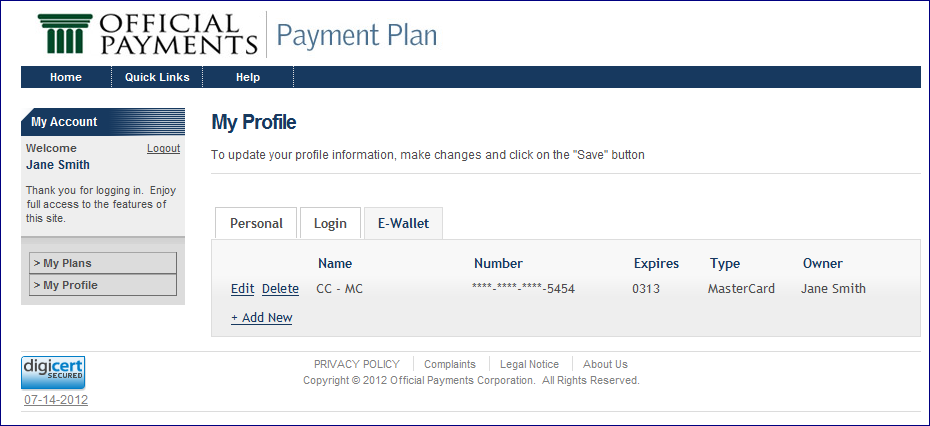 OFFICIAL
PAYMENTS
Payment Plan
Home Quick Links Help
My Account
Welcome Logout
Jane Smith
Thank you for logging in. Enjoy
full access to the features of
this site.
> My Plans
> My Profile
My Profile
To update your profile information, make changes and click on the "Save" button
Personal Login E-Wallet
Name Number Expires Type Owner
Edit Delete CC - MC ****-****-****-5454 0313 MasterCard Jane Smith
+ Add New
digicert
SECURED
07-14-2012
PRIVACY POLICY Complaints Legal Notice About Us
Copyright © 2012 Official Payments Corporation. All Rights Reserved.